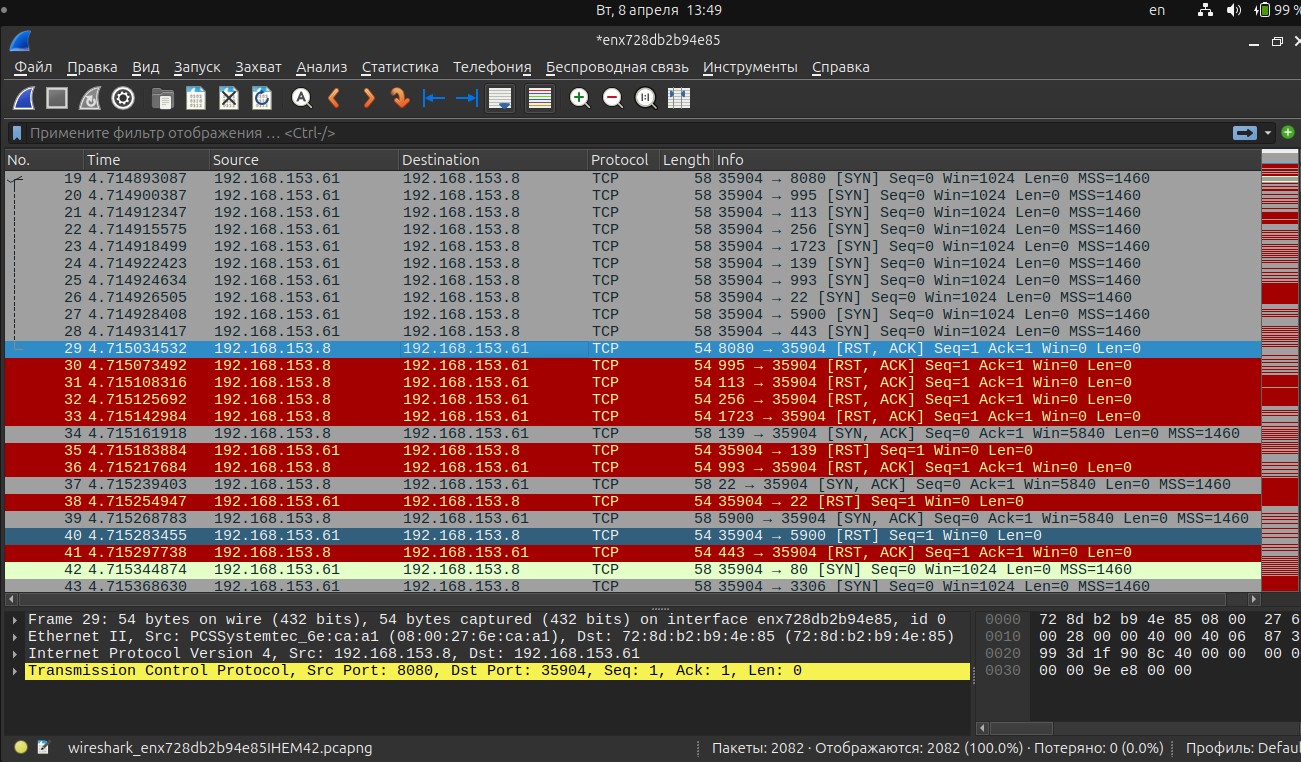 Вт, 8 апреля 13:49
en
99 %
*enx728db2b94e85
Файл Правка Вид Запуск Захват Анализ Статистика Телефония Беспроводная связь Инструменты Справка
Примените фильтр отображения … <Ctrl-/>
No. Time Source Destination Protocol Length Info
19 4.714893087 192.168.153.61 192.168.153.8 TCP 58 35904 → 8080 [SYN] Seq=0 Win=1024 Len=0 MSS=1460
20 4.714900387 192.168.153.61 192.168.153.8 TCP 58 35904 → 995 [SYN] Seq=0 Win=1024 Len=0 MSS=1460
21 4.714912347 192.168.153.61 192.168.153.8 TCP 58 35904 → 113 [SYN] Seq=0 Win=1024 Len=0 MSS=1460
22 4.714915575 192.168.153.61 192.168.153.8 TCP 58 35904 → 256 [SYN] Seq=0 Win=1024 Len=0 MSS=1460
23 4.714918499 192.168.153.61 192.168.153.8 TCP 58 35904 → 1723 [SYN] Seq=0 Win=1024 Len=0 MSS=1460
24 4.714922423 192.168.153.61 192.168.153.8 TCP 58 35904 → 139 [SYN] Seq=0 Win=1024 Len=0 MSS=1460
25 4.714924634 192.168.153.61 192.168.153.8 TCP 58 35904 → 993 [SYN] Seq=0 Win=1024 Len=0 MSS=1460
26 4.714926505 192.168.153.61 192.168.153.8 TCP 58 35904 → 22 [SYN] Seq=0 Win=1024 Len=0 MSS=1460
27 4.714928408 192.168.153.61 192.168.153.8 TCP 58 35904 → 5900 [SYN] Seq=0 Win=1024 Len=0 MSS=1460
28 4.714931417 192.168.153.61 192.168.153.8 TCP 58 35904 → 443 [SYN] Seq=0 Win=1024 Len=0 MSS=1460
29 4.715034532 192.168.153.8 192.168.153.61 TCP 54 8080 → 35904 [RST, ACK] Seq=1 Ack=1 Win=0 Len=0
30 4.715073492 192.168.153.8 192.168.153.61 TCP 54 995 → 35904 [RST, ACK] Seq=1 Ack=1 Win=0 Len=0
31 4.715108316 192.168.153.8 192.168.153.61 TCP 54 113 → 35904 [RST, ACK] Seq=1 Ack=1 Win=0 Len=0
32 4.715125692 192.168.153.8 192.168.153.61 TCP 54 256 → 35904 [RST, ACK] Seq=1 Ack=1 Win=0 Len=0
33 4.715142984 192.168.153.8 192.168.153.61 TCP 54 1723 → 35904 [RST, ACK] Seq=1 Ack=1 Win=0 Len=0
34 4.715161918 192.168.153.8 192.168.153.61 TCP 58 139 → 35904 [SYN, ACK] Seq=0 Ack=1 Win=5840 Len=0 MSS=1460
35 4.715183884 192.168.153.61 192.168.153.8 TCP 54 35904 → 139 [RST] Seq=1 Win=0 Len=0
36 4.715217684 192.168.153.8 192.168.153.61 TCP 54 993 → 35904 [RST, ACK] Seq=1 Ack=1 Win=0 Len=0
37 4.715239403 192.168.153.8 192.168.153.61 TCP 58 22 → 35904 [SYN, ACK] Seq=0 Ack=1 Win=5840 Len=0 MSS=1460
38 4.715254947 192.168.153.61 192.168.153.8 TCP 54 35904 → 22 [RST] Seq=1 Win=0 Len=0
39 4.715268783 192.168.153.8 192.168.153.61 TCP 58 5900 → 35904 [SYN, ACK] Seq=0 Ack=1 Win=5840 Len=0 MSS=1460
40 4.715283455 192.168.153.61 192.168.153.8 TCP 54 35904 → 5900 [RST] Seq=1 Win=0 Len=0
41 4.715297738 192.168.153.8 192.168.153.61 TCP 54 443 → 35904 [RST, ACK] Seq=1 Ack=1 Win=0 Len=0
42 4.715344874 192.168.153.61 192.168.153.8 TCP 58 35904 → 80 [SYN] Seq=0 Win=1024 Len=0 MSS=1460
43 4.715368630 192.168.153.61 192.168.153.8 TCP 58 35904 → 3306 [SYN] Seq=0 Win=1024 Len=0 MSS=1460
Frame 29: 54 bytes on wire (432 bits), 54 bytes captured (432 bits) on interface enx728db2b94e85, id 0
Ethernet II, Src: PCSSystemtec_6e:ca:a1 (08:00:27:6e:ca:a1), Dst: 72:8d:b2:b9:4e:85 (72:8d:b2:b9:4e:85)
Internet Protocol Version 4, Src: 192.168.153.8, Dst: 192.168.153.61
Transmission Control Protocol, Src Port: 8080, Dst Port: 35904, Seq: 1, Ack: 1, Len: 0
0000 72 8d b2 b9 4e 85 08 00 27 6
0010 00 28 00 00 40 00 40 06 87 3
0020 99 3d 1f 90 8c 40 00 00 00 0
0030 00 00 9e e8 00 00
wireshark_enx728db2b94e85IHEM42.pcapng
Пакеты: 2082 · Отображаются: 2082 (100.0%) · Потеряно: 0 (0.0%)
Профиль: Defaul